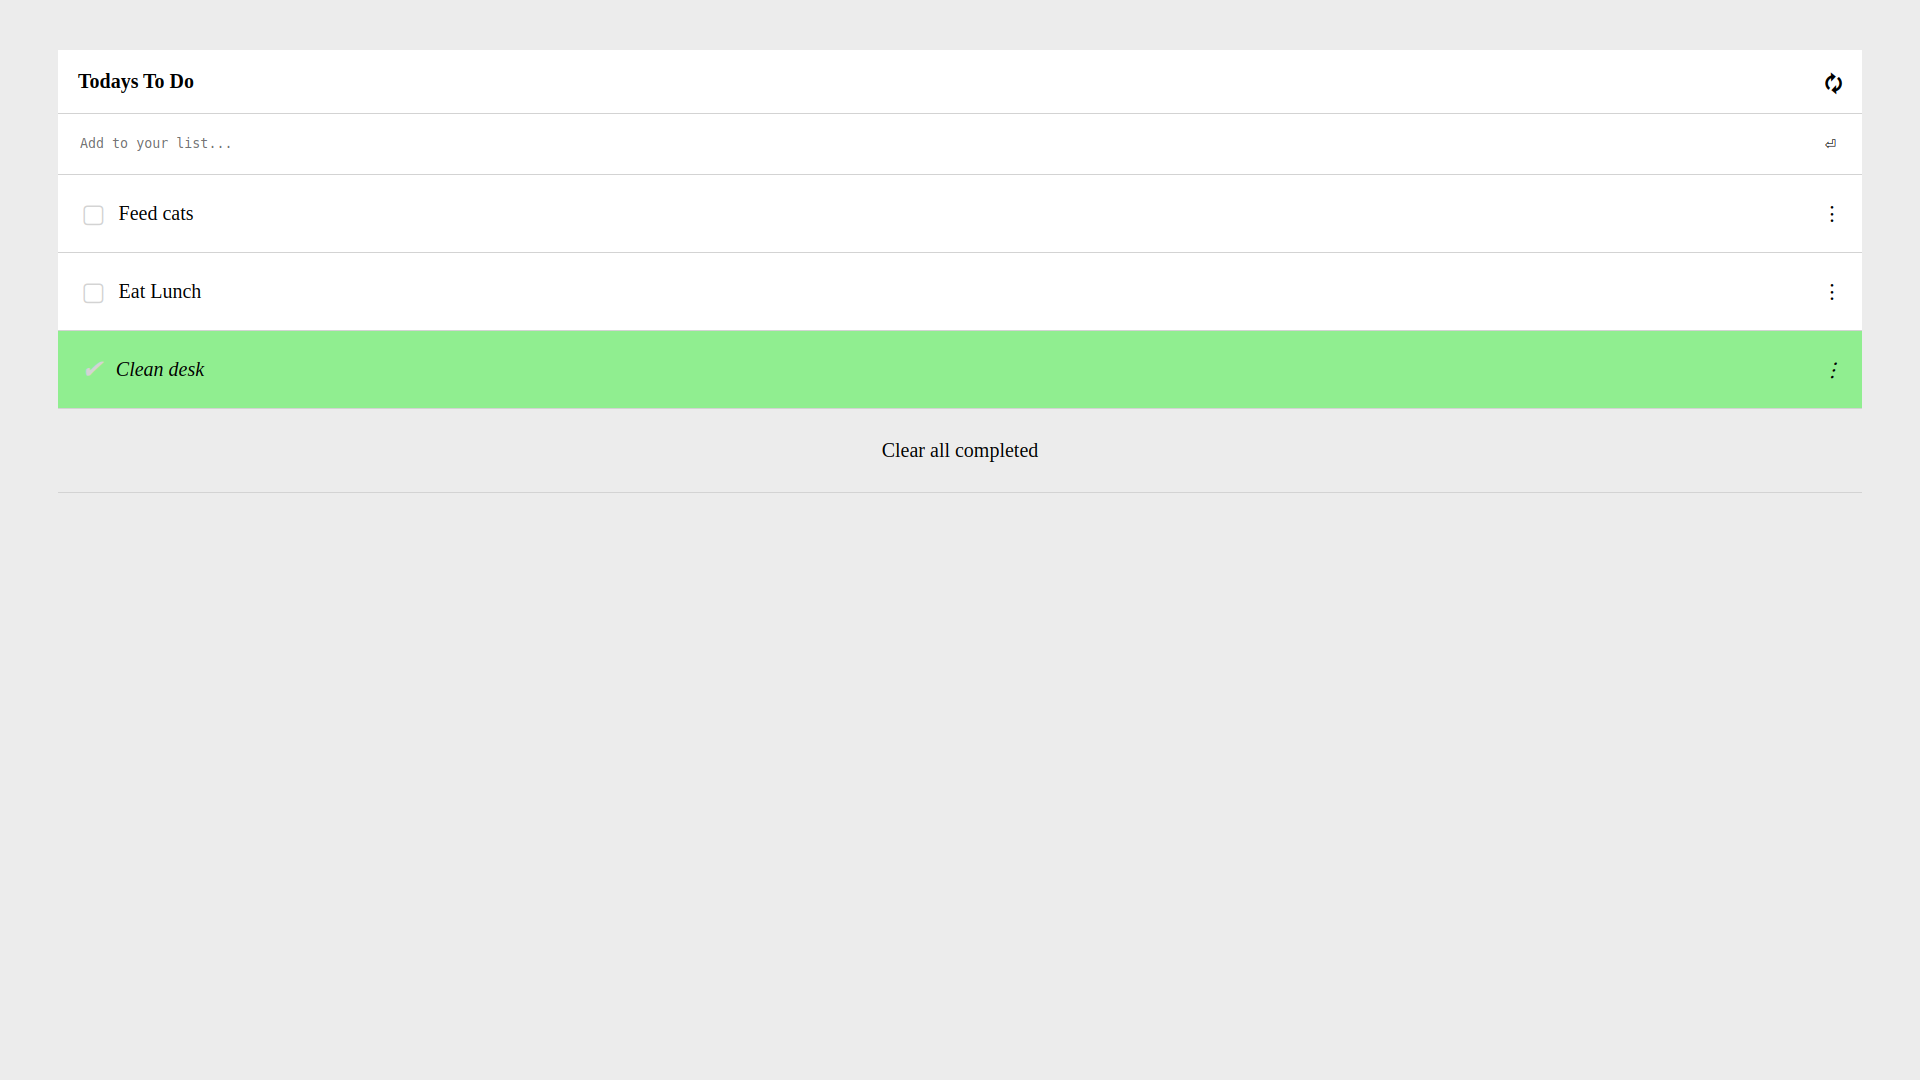 Todays To Do
Add to your list...
Feed cats
Eat Lunch
Clean desk
Clear all completed